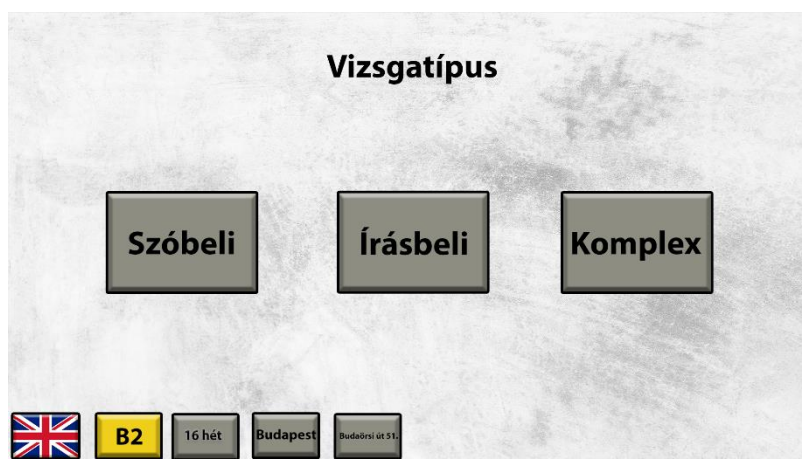 Vizsgatípus
Szóbeli Írásbeli Komplex
B2 16 hét Budapest Budaörsi út 51.